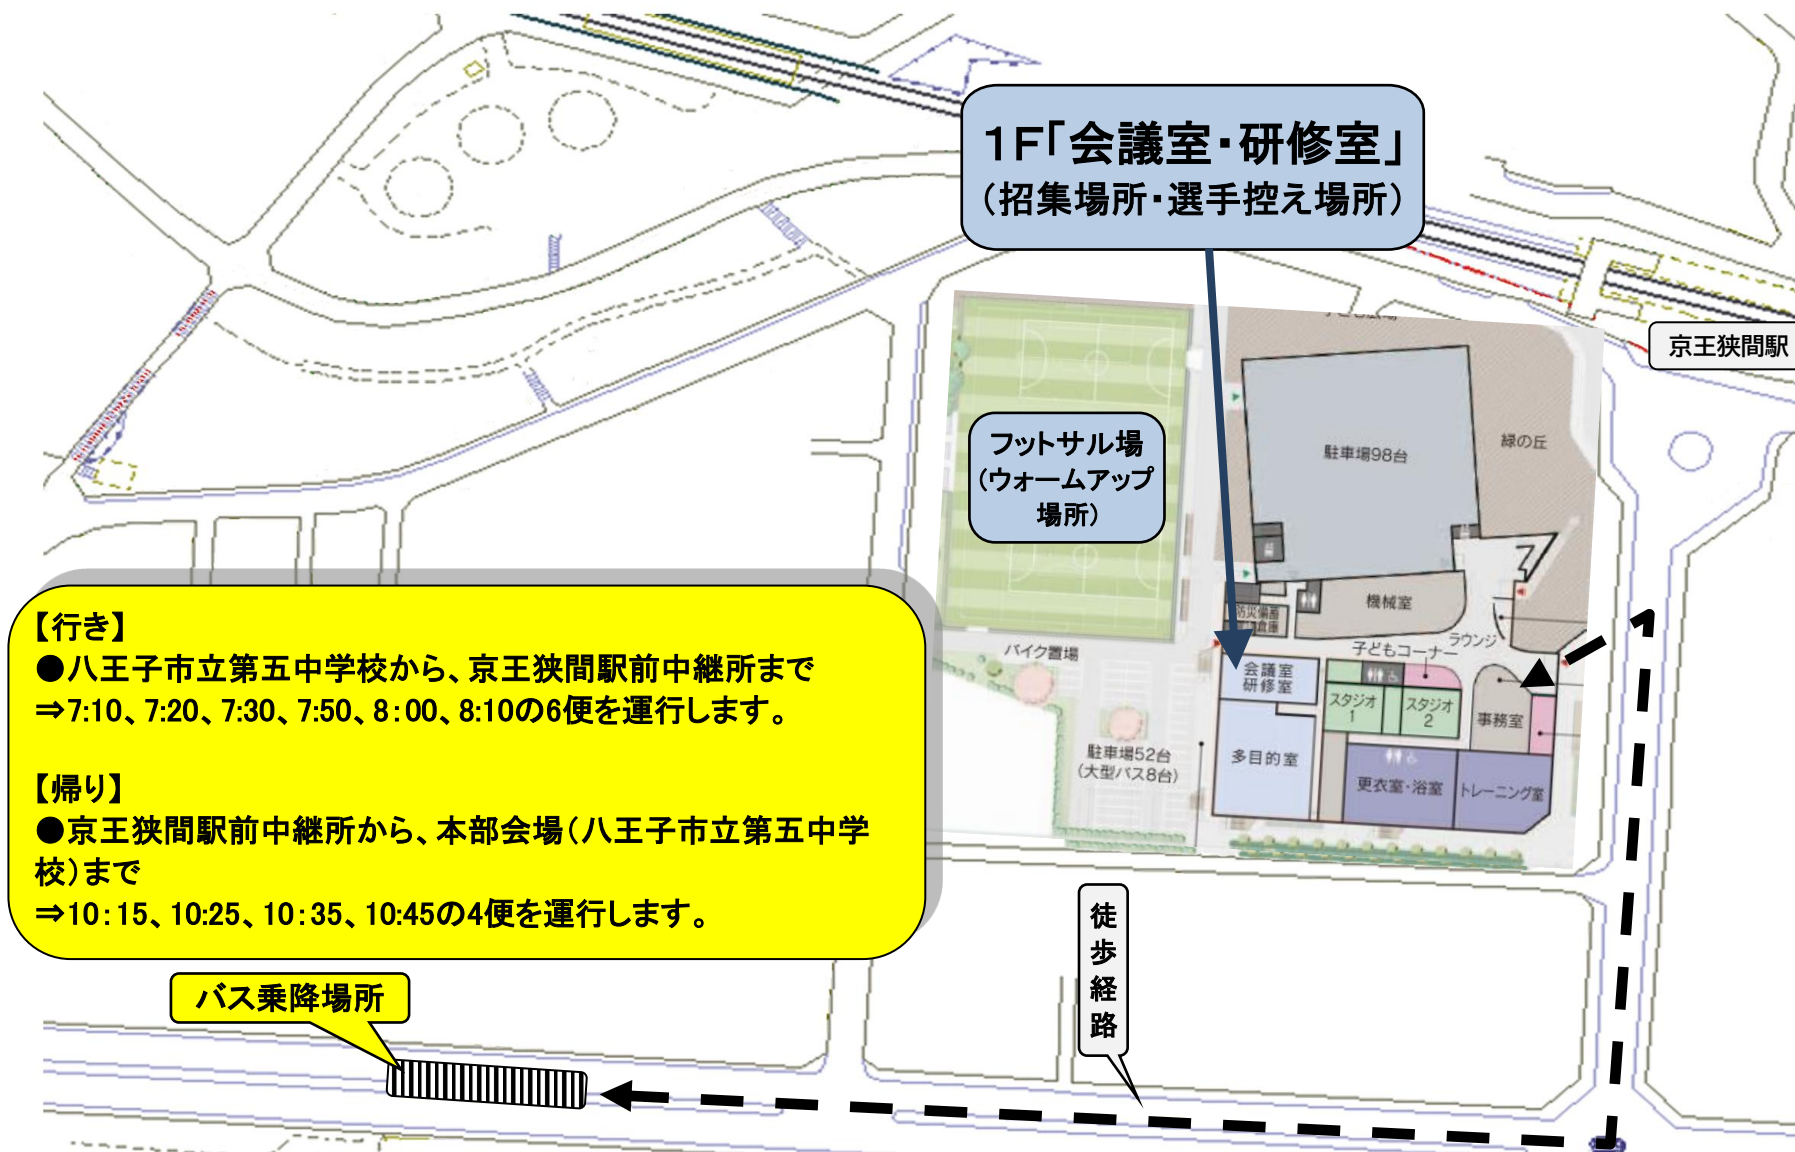 1F「会議室・研修室」
（招集場所・選手控え場所）
京王狭間駅
フットサル場
（ウォームアップ
場所）
駐車場98台
緑の丘
機械室
ラウンジ
子どもコーナー
バイク置場
会議室
研修室
スタジオ
1
スタジオ
2
事務室
駐車場52台
（大型バス8台）
多目的室
更衣室・浴室
トレーニング室
【行き】
●八王子市立第五中学校から、京王狭間駅前中継所まで
⇒7:10、7:20、7:30、7:50、8：00、8:10の6便を運行します。
【帰り】
●京王狭間駅前中継所から、本部会場（八王子市立第五中学
校）まで
⇒10：15、10:25、10：35、10:45の4便を運行します。
徒歩経路
バス乗降場所